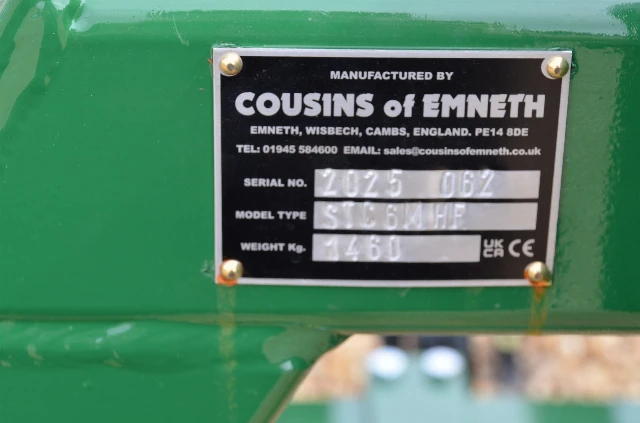 MANUFACTURED BY
COUSINS of EMNETH
EMNETH, WISBECH, CAMBS, ENGLAND. PE14 8DE
TEL: 01945 584600 EMAIL: sales@cousinsofemneth.co.uk
SERIAL NO. 2025 062
MODEL TYPE STC6MHF
WEIGHT Kg. 1460 UK CA CE